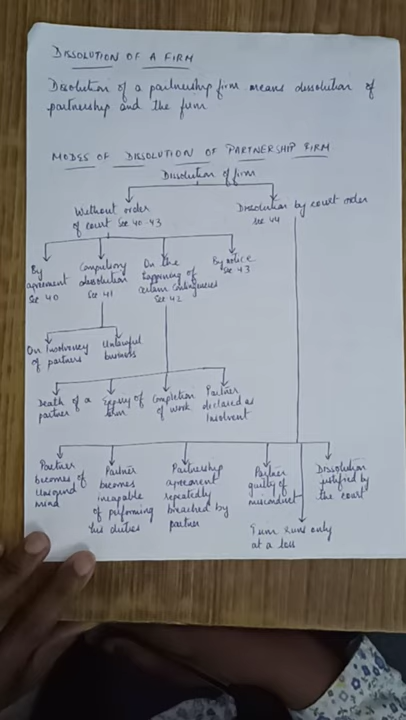 DISSOLUTION OF A FIRM
Dissolution of a partnership firm means dissolution of
partnership and the firm
MODES OF DISSOLUTION OF PARTNERSHIP FIRM
Dissolution of firm
Without order
of court Sec 40-43
Dissolution by court order
Sec 44
By
agreement
Sec 40
Compulsory
dissolution
Sec 41
On the
happening of
certain contingencies
Sec 42
By notice
Sec 43
On Insolvency
of partners
Unlawful
business
Death of a
partner
Expiry of
term
Completion
of work
Partner
declared as
Insolvent
Partner
becomes of
Unsound
mind
Partner
becomes
incapable
of performing
his duties
Partnership
agreement
repeatedly
breached by
partner
Partner
guilty of
misconduct
Dissolution
justified by
the court
Firm runs only
at a loss